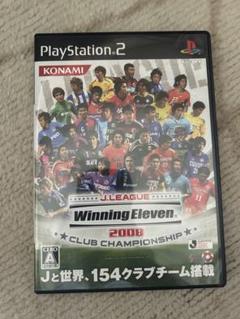 PlayStation 2
KONAMI
J.LEAGUE
Winning Eleven
2008
★CLUB CHAMPIONSHIP★
CERO
A
Jと世界、154クラブチーム搭載